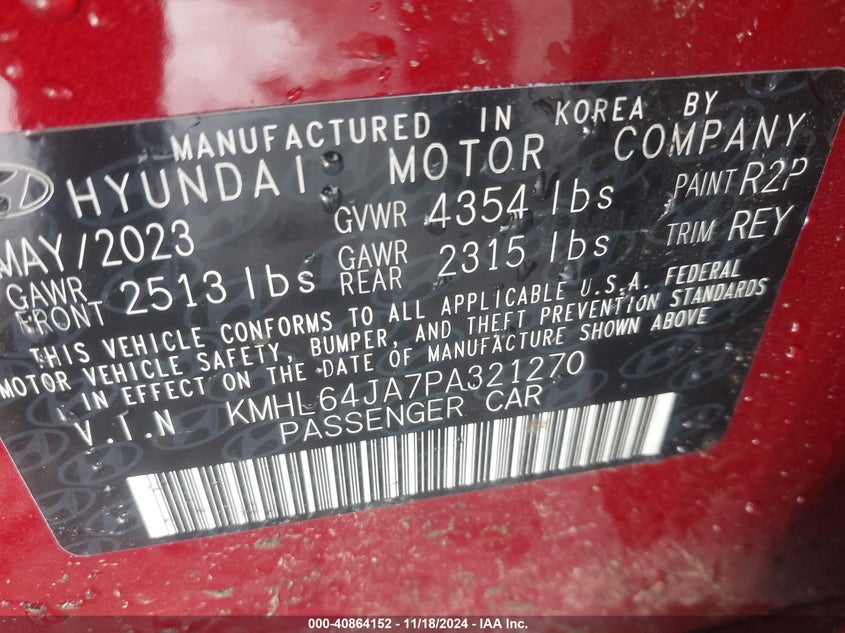 MANUFACTURED IN KOREA BY
HYUNDAI MOTOR COMPANY
MAY/2023 GVWR 4354 lbs PAINT R2P
GAWR FRONT 2513 lbs GAWR REAR 2315 lbs TRIM REY
THIS VEHICLE CONFORMS TO ALL APPLICABLE U.S.A. FEDERAL
MOTOR VEHICLE SAFETY, BUMPER, AND THEFT PREVENTION STANDARDS
IN EFFECT ON THE DATE OF MANUFACTURE SHOWN ABOVE
V.I.N KMHL64JA7PA321270
PASSENGER CAR
000-40864152 - 11/18/2024 - IAA Inc.